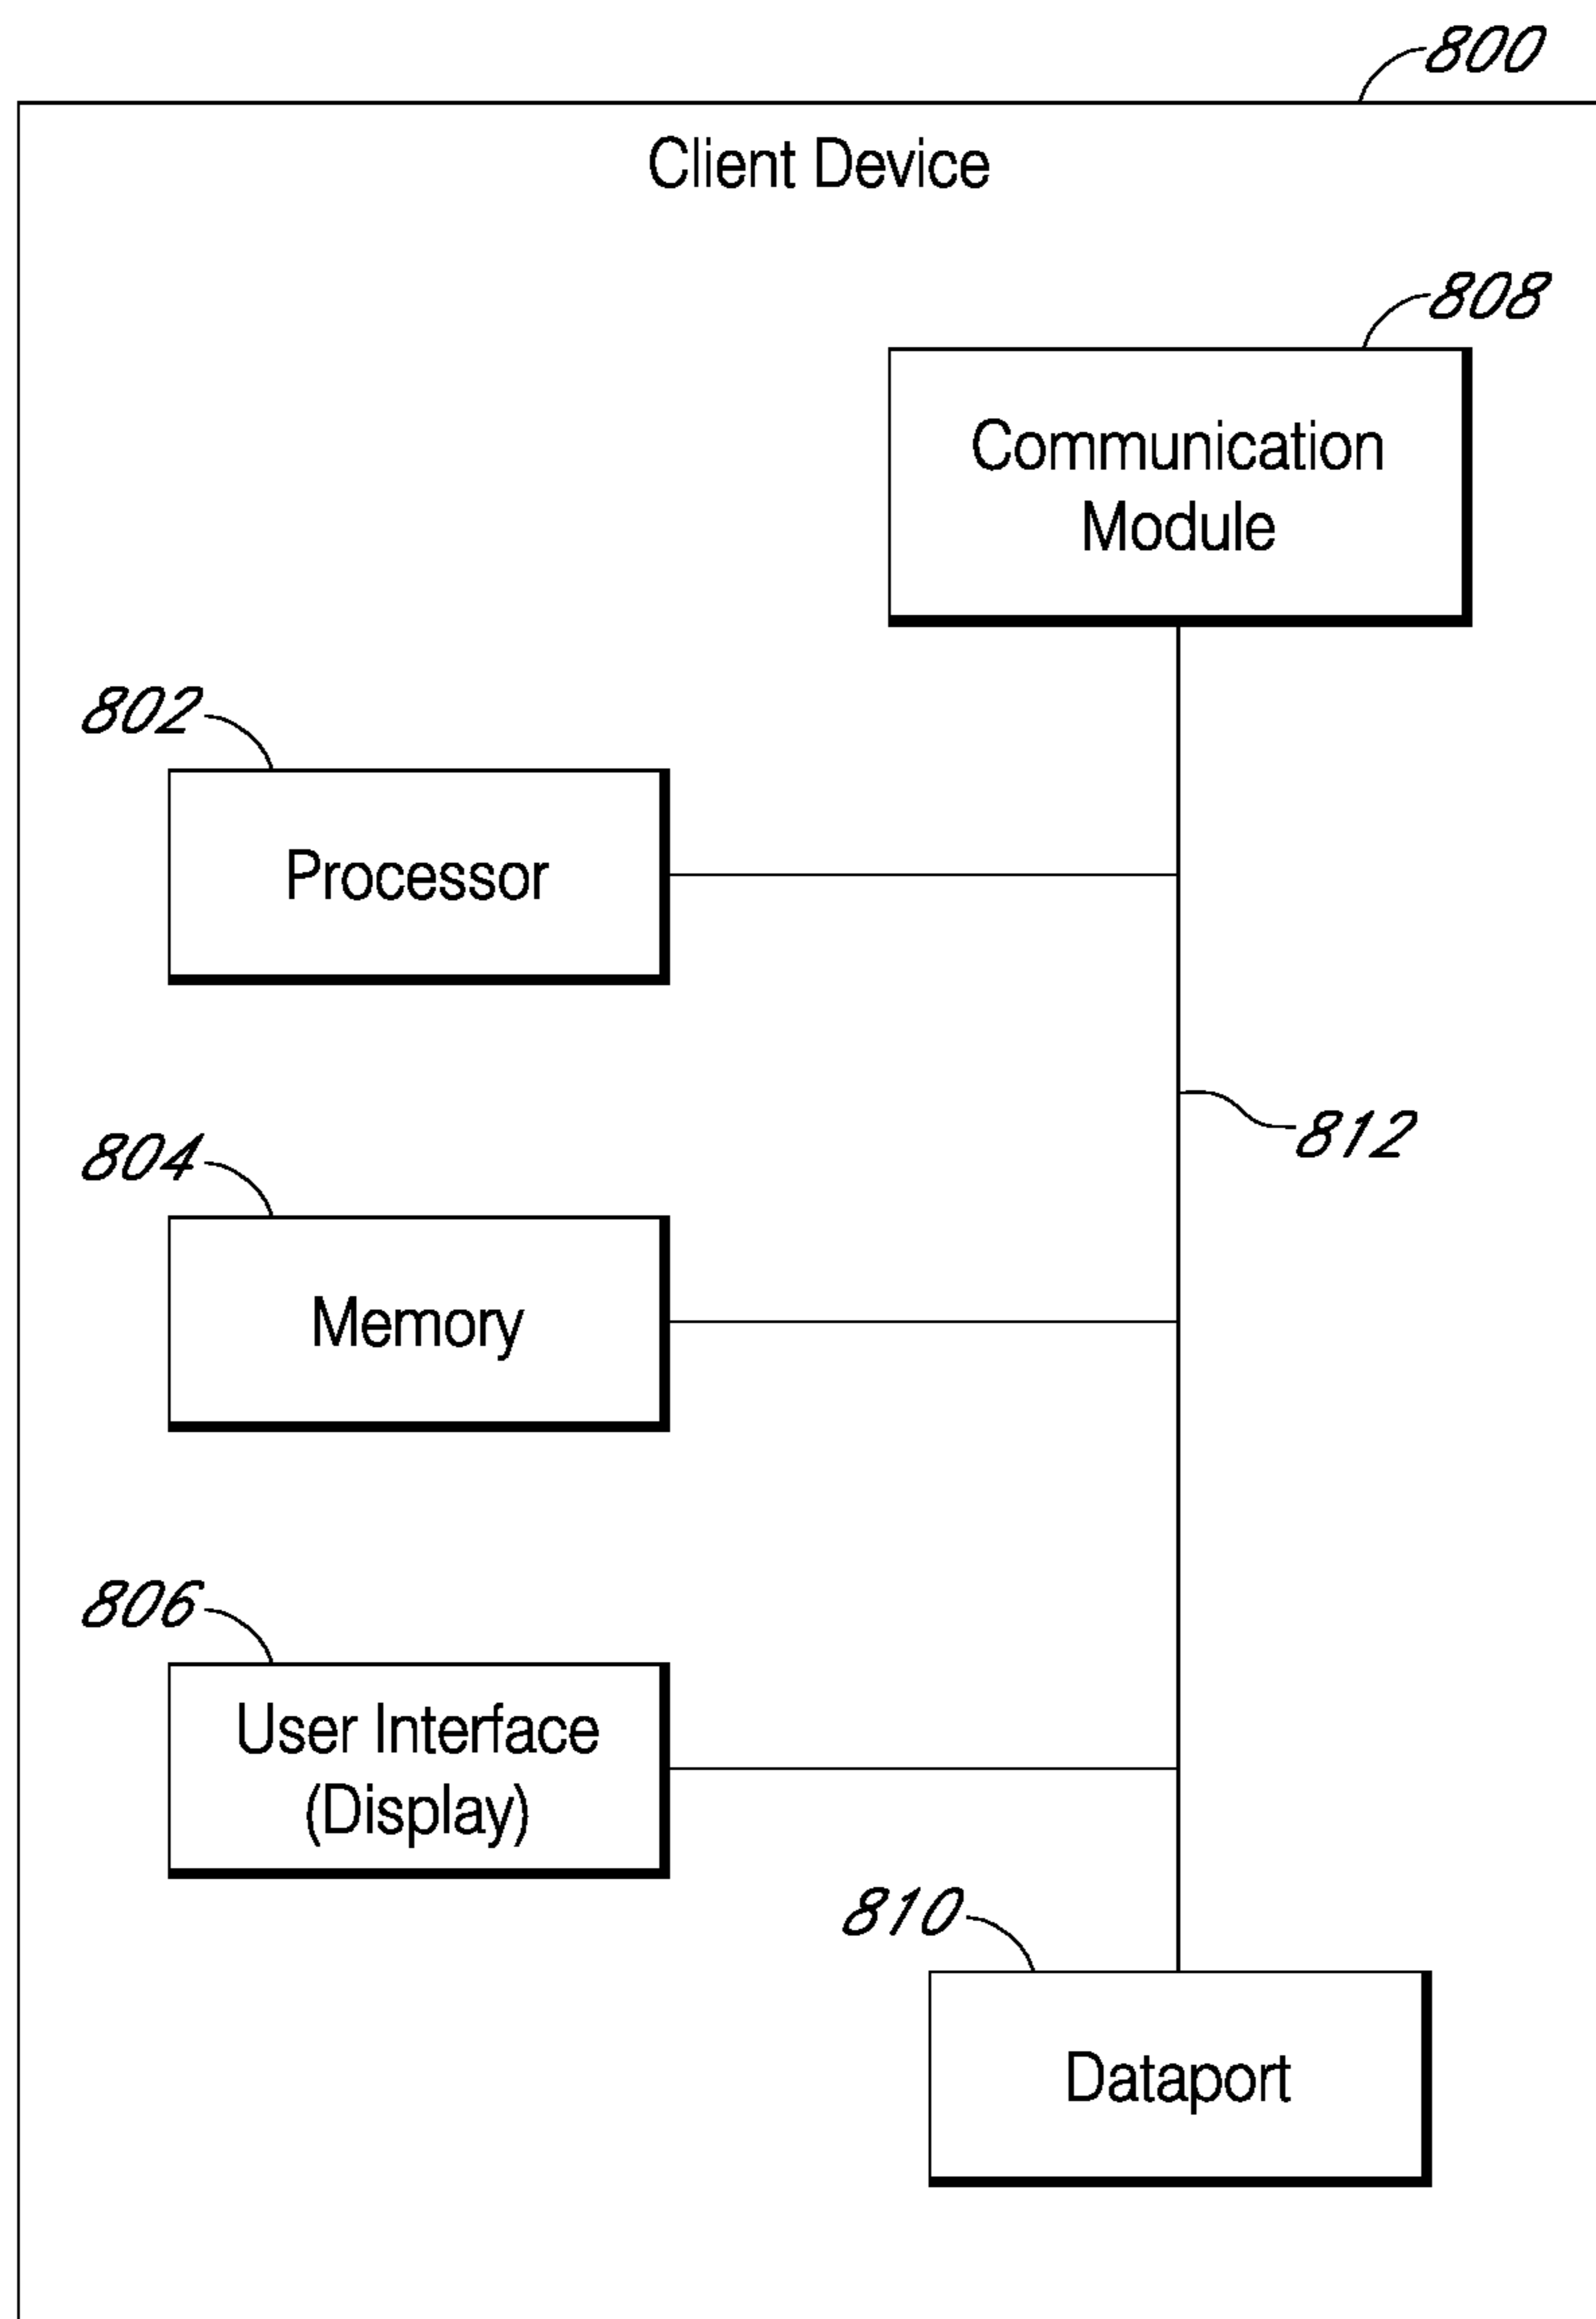 800
Client Device
808
Communication
Module
802
Processor
812
804
Memory
806
User Interface
(Display)
810
Dataport